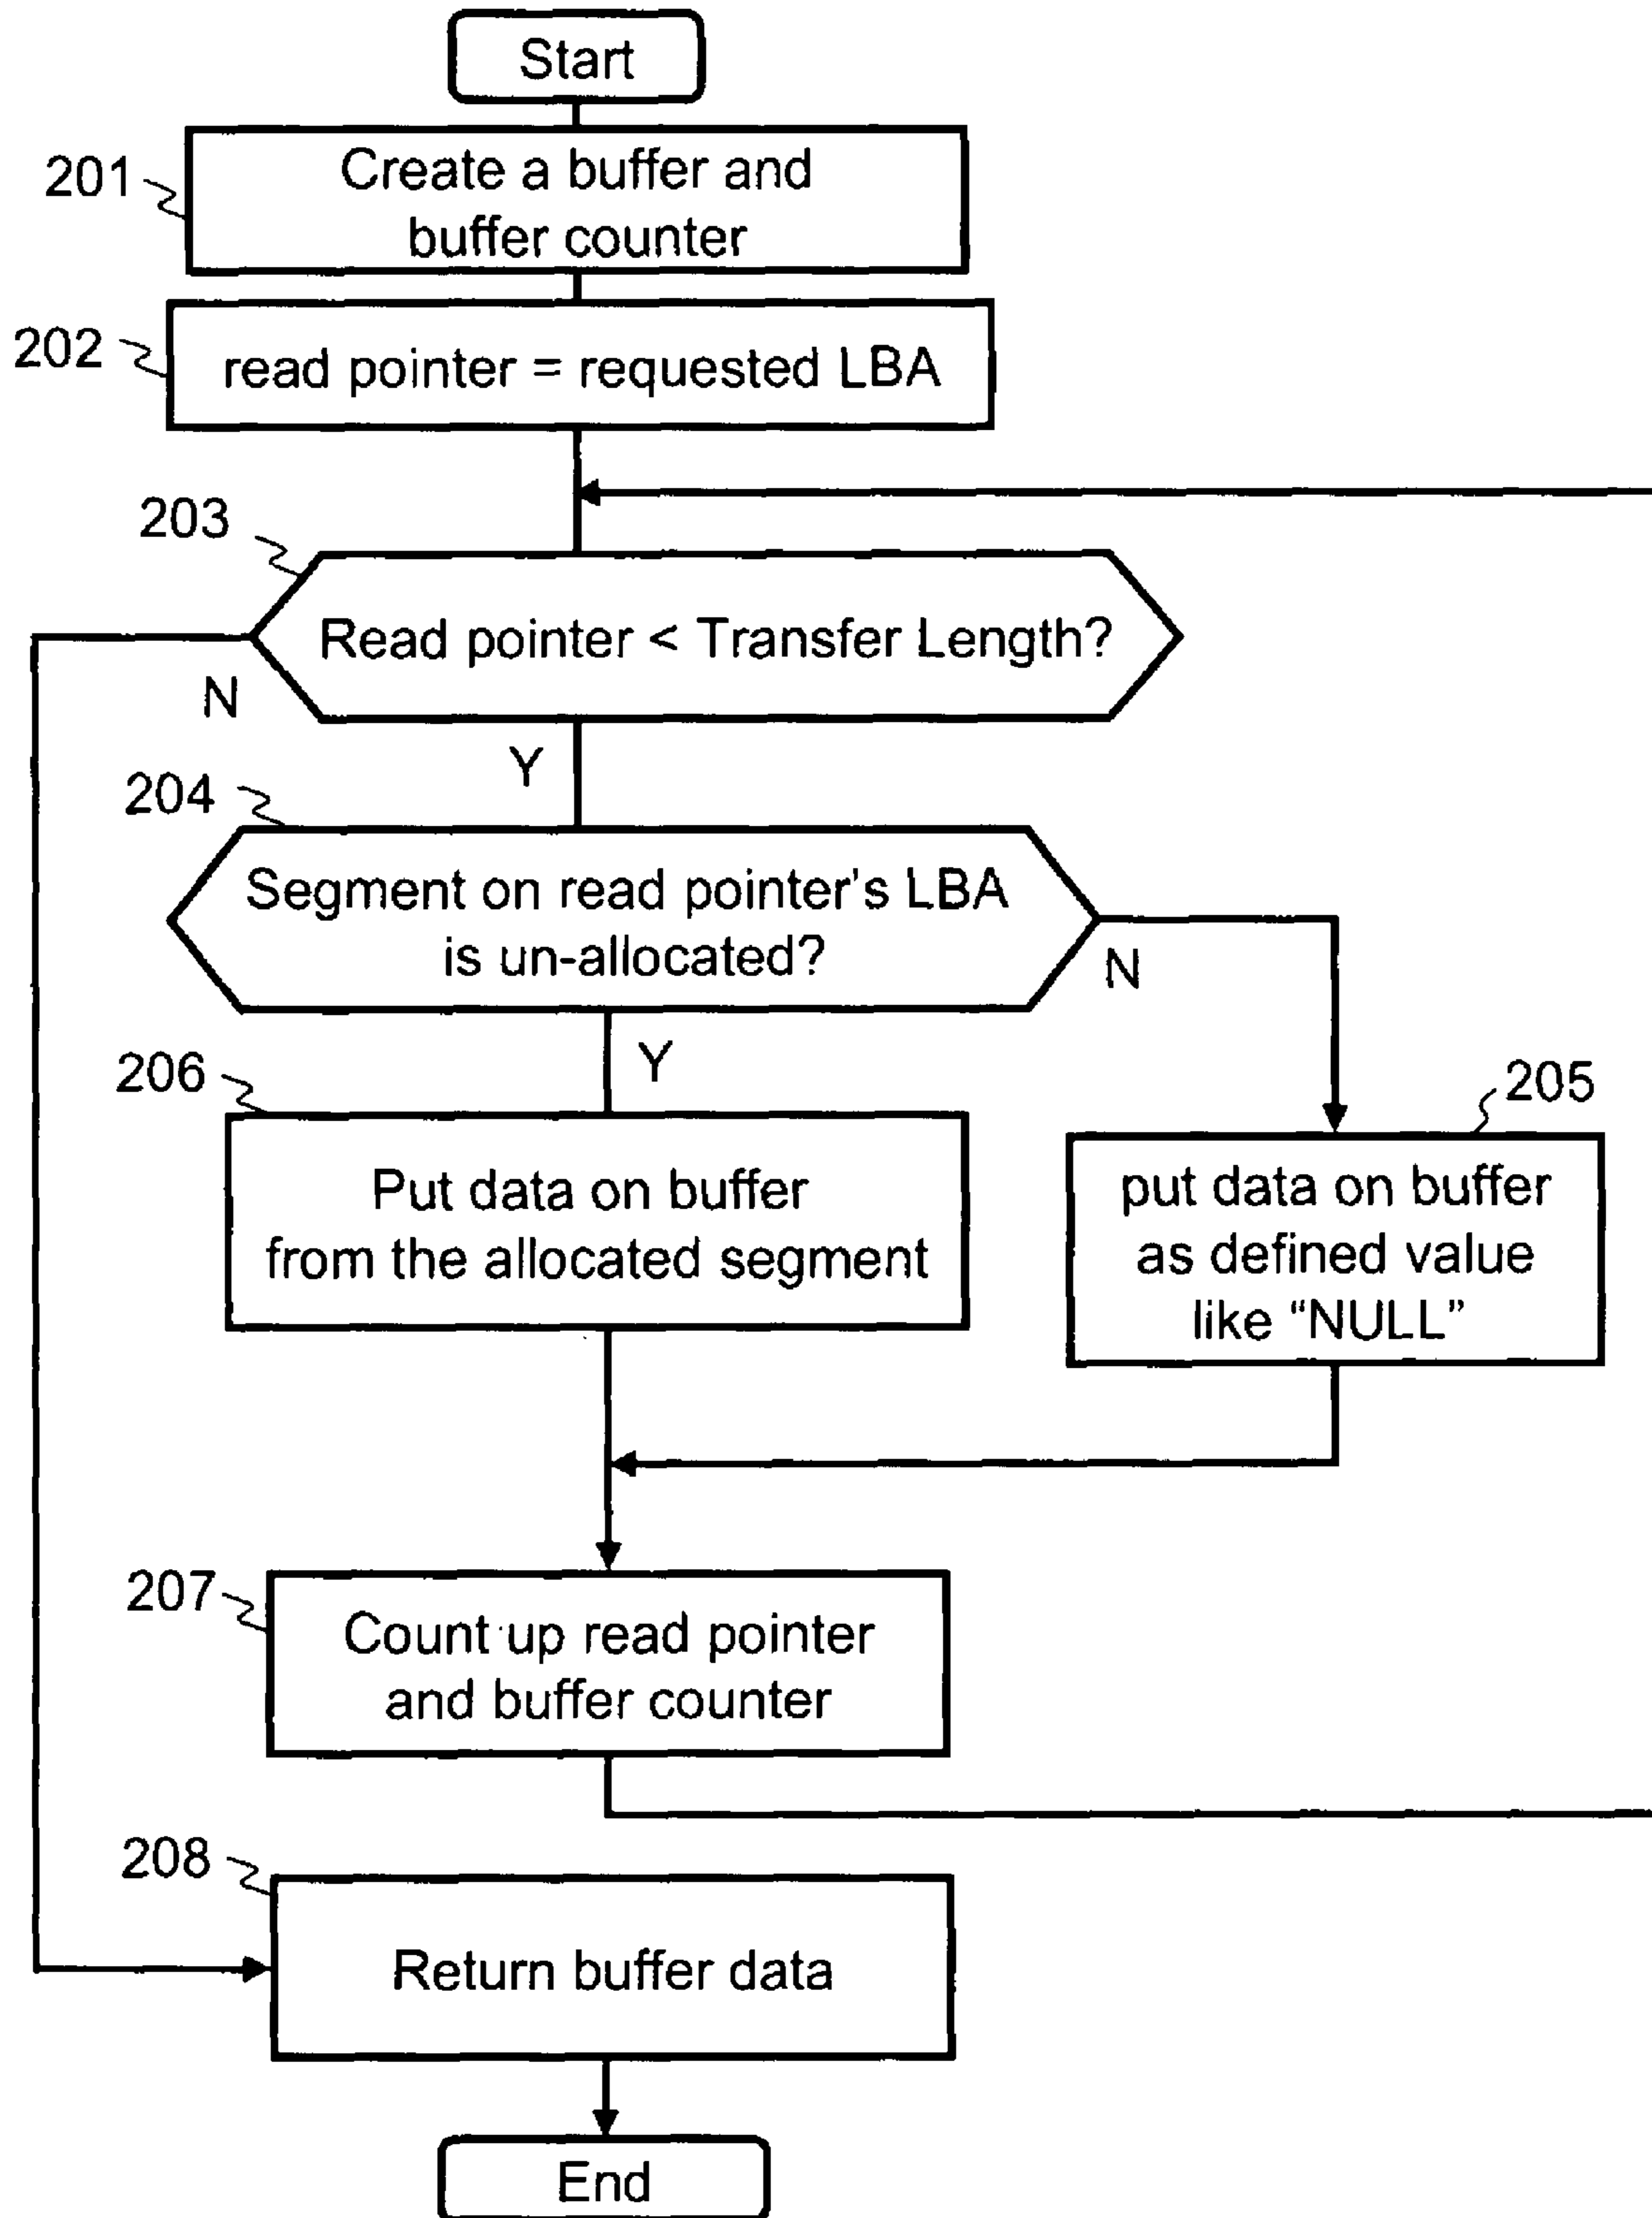 Start
201
Create a buffer and
buffer counter
202
read pointer = requested LBA
203
Read pointer < Transfer Length?
N
Y
204
Segment on read pointer's LBA
is un-allocated?
N
Y
206
Put data on buffer
from the allocated segment
205
put data on buffer
as defined value
like “NULL”
207
Count up read pointer
and buffer counter
208
Return buffer data
End